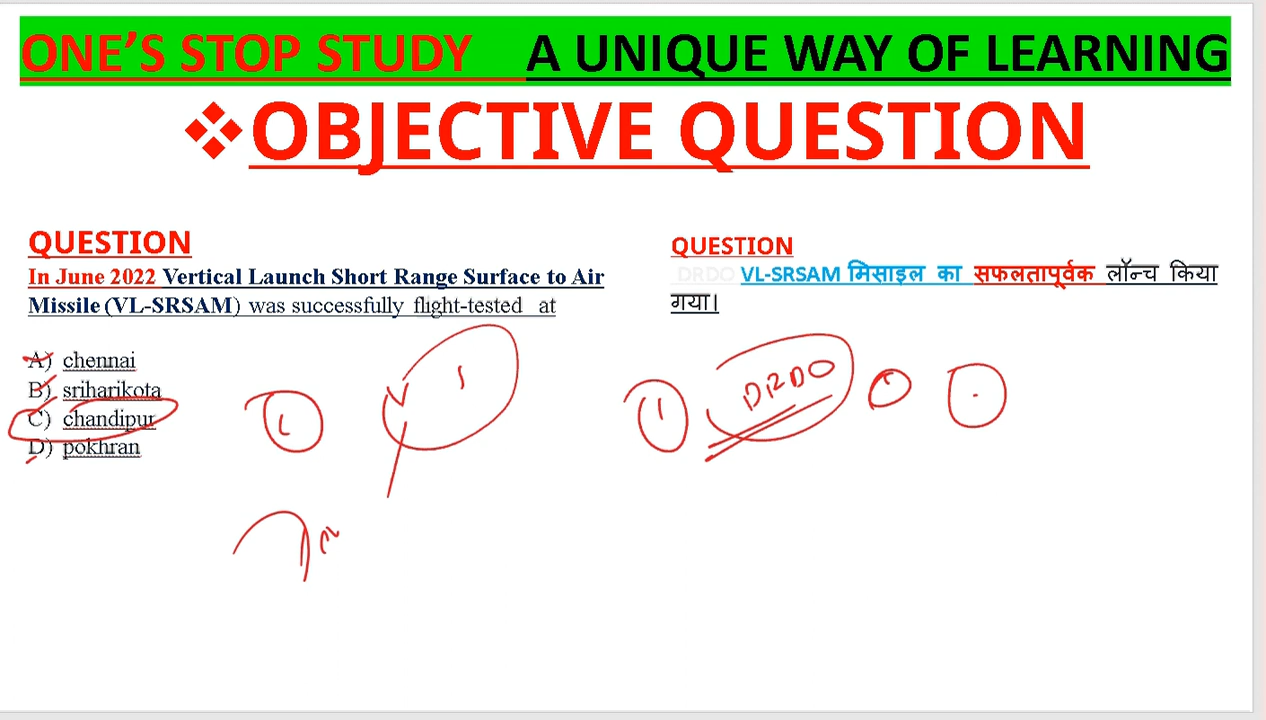 ONE'S STOP STUDY A UNIQUE WAY OF LEARNING
❖OBJECTIVE QUESTION
QUESTION
In June 2022 Vertical Launch Short Range Surface to Air
Missile (VL-SRSAM) was successfully flight-tested at
A) chennai
B) sriharikota
C) chandipur
D) pokhran
QUESTION
DRDO VL-SRSAM मिसाइल का सफलतापूर्वक लॉन्च किया
गया।
DRDO